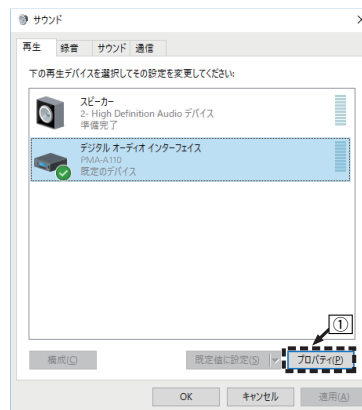 サウンド
再生 録音 サウンド 通信
下の再生デバイスを選択してその設定を変更してください:
スピーカー
2- High Definition Audio デバイス
準備完了
デジタル オーディオ インターフェイス
PMA-A110
既定のデバイス
①
構成(C) 既定値に設定(S) プロパティ(P)
OK キャンセル 適用(A)